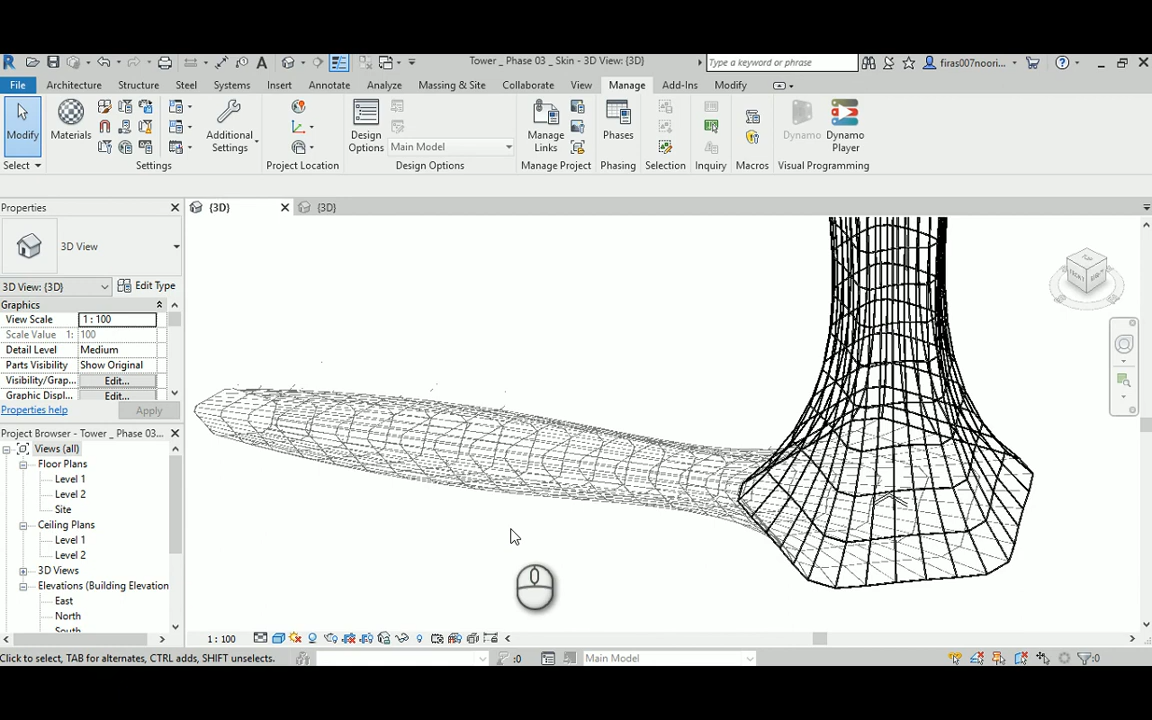 Tower _ Phase 03 _ Skin - 3D View: {3D}
Type a keyword or phrase
firas007noori...
File Architecture Structure Steel Systems Insert Annotate Analyze Massing & Site Collaborate View Manage Add-Ins Modify
Modify
Materials
Additional
Settings
Design
Options
Main Model
Manage
Links
Phases
Dynamo
Dynamo
Player
Select Settings Project Location Design Options Manage Project Phasing Selection Inquiry Macros Visual Programming
Properties
{3D}
{3D}
3D View
3D View: {3D}
Edit Type
Graphics
View Scale 1 : 100
Scale Value 1: 100
Detail Level Medium
Parts Visibility Show Original
Visibility/Grap... Edit...
Graphic Displ... Edit...
Properties help
Apply
Project Browser - Tower _ Phase 03...
Views (all)
Floor Plans
Level 1
Level 2
Site
Ceiling Plans
Level 1
Level 2
3D Views
Elevations (Building Elevation
East
North
South
TOP
FRONT
RIGHT
1 : 100
Click to select, TAB for alternates, CTRL adds, SHIFT unselects.
:0
Main Model
:0